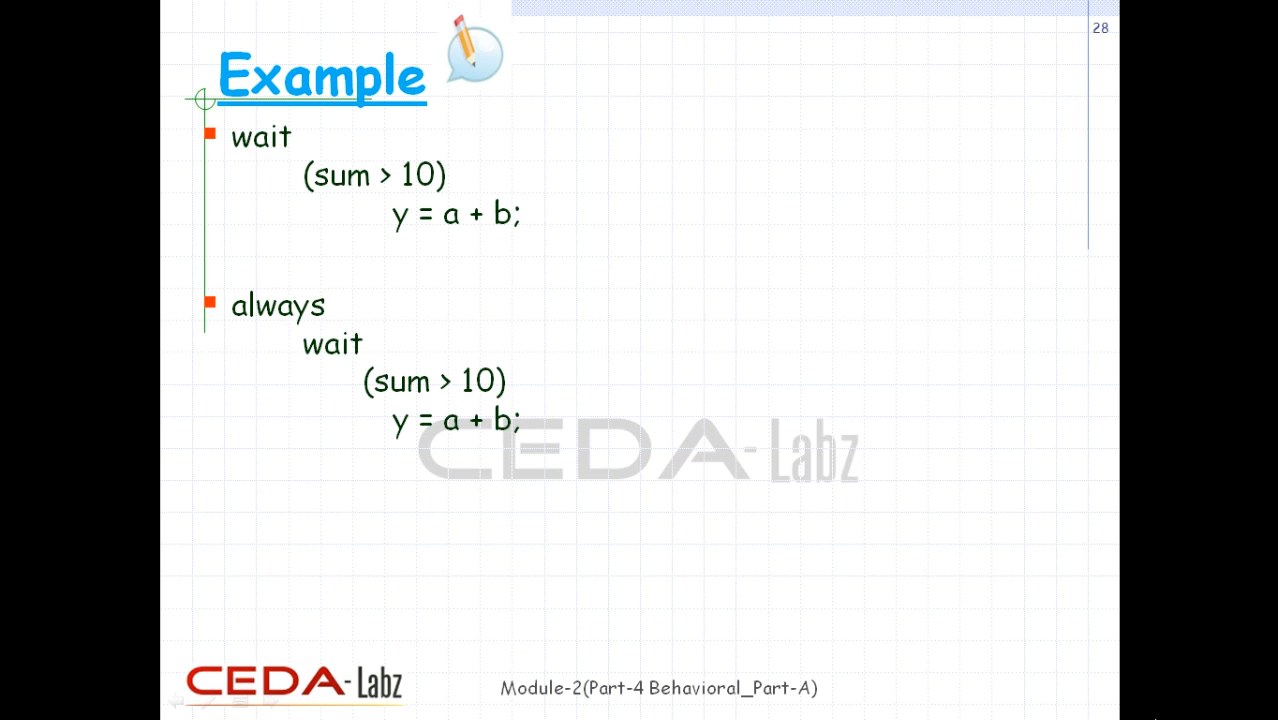 28
Example
wait
(sum > 10)
y = a + b;
always
wait
(sum > 10)
y = a + b;
CEDA-Labz
CEDA-Labz
Module-2(Part-4 Behavioral_Part-A)